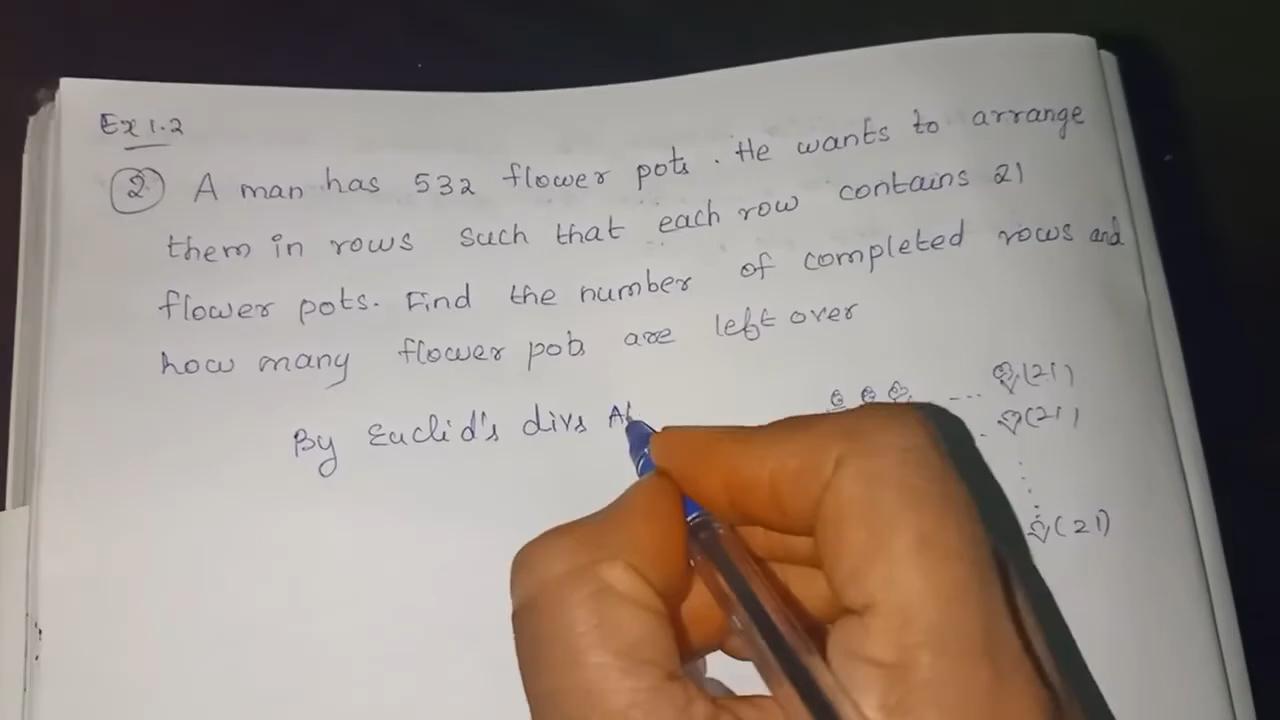 Ex 1.2
② A man has 532 flower pots. He wants to arrange
them in rows such that each row contains 21
flower pots. Find the number of completed rows and
how many flower pots are left over
... (21)
By Euclid's divs
(21)
(21)